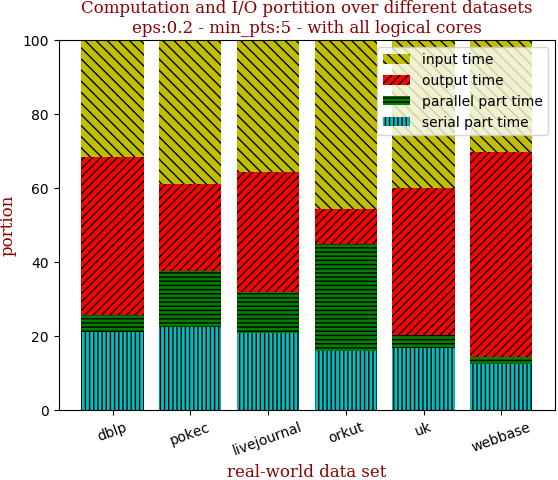 Computation and I/O portition over different datasets
eps:0.2 - min_pts:5 - with all logical cores
100
80
60
40
20
0
portion
input time
output time
parallel part time
serial part time
dblp
pokec
livejournal
orkut
uk
webbase
real-world data set